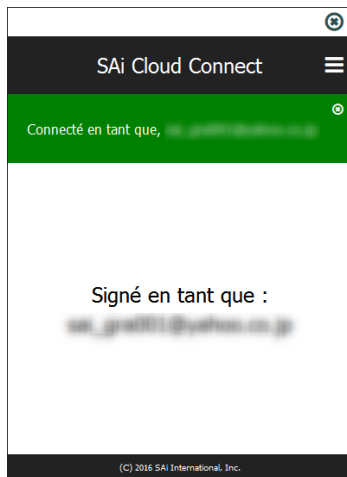 SAi Cloud Connect
Connecté en tant que,
Signé en tant que :
(C) 2016 SAi International, Inc.